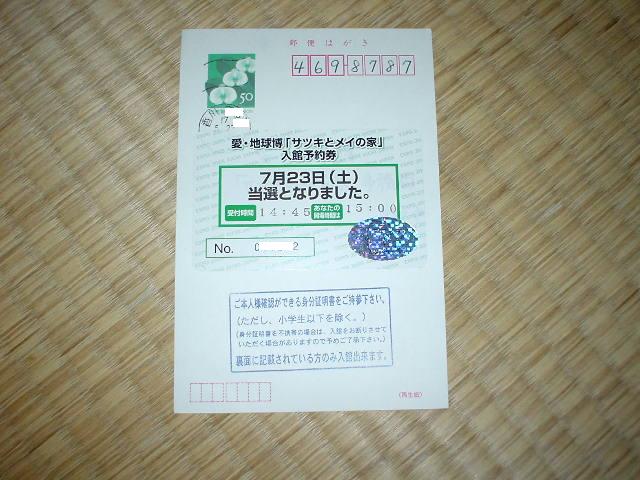 郵便はがき
469-8787
50
愛・地球博「サツキとメイの家」
入館予約券
7月23日(土)
当選となりました。
受付時間 14:45 あなたの観覧時間は 15:00
No.
ご本人様確認ができる身分証明書をご持参下さい。
(ただし、小学生以下を除く。)
(身分証明書を不携帯の場合は、入館をお断りさせて
いただく場合がありますので予めご了承下さい。)
裏面に記載されている方のみ入館出来ます。
(再生紙)